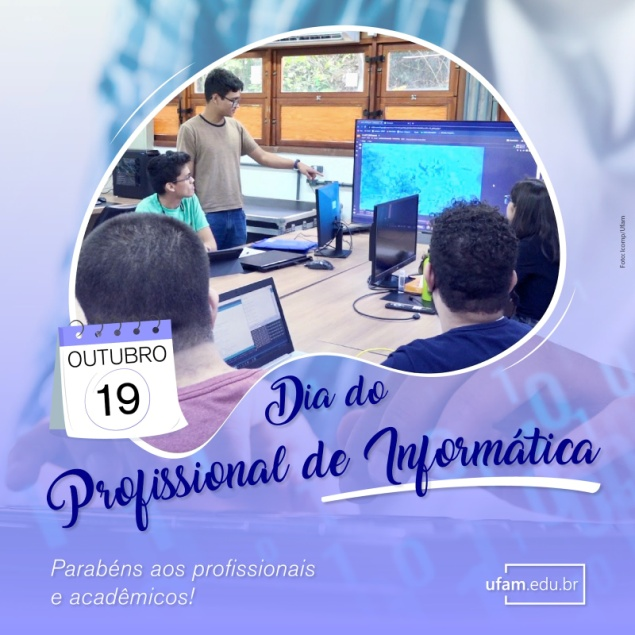 Foto: Icomp/Ufam
OUTUBRO
19
Dia do
Profissional de Informática
Parabéns aos profissionais
e acadêmicos!
ufam.edu.br